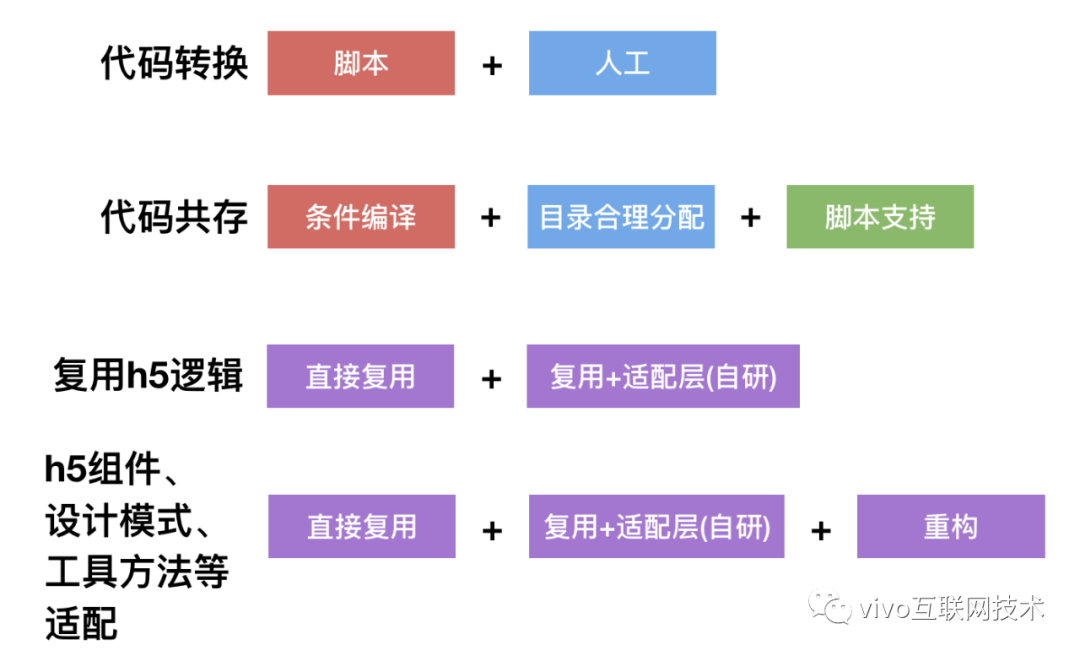 代码转换 脚本 + 人工
代码共存 条件编译 + 目录合理分配 + 脚本支持
复用h5逻辑 直接复用 + 复用+适配层(自研)
h5组件、
设计模式、
工具方法等
适配
直接复用 + 复用+适配层(自研) + 重构
vivo互联网技术